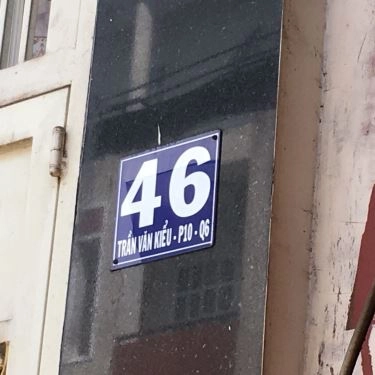 46
TRẦN VĂN KIỂU - P10 - Q6